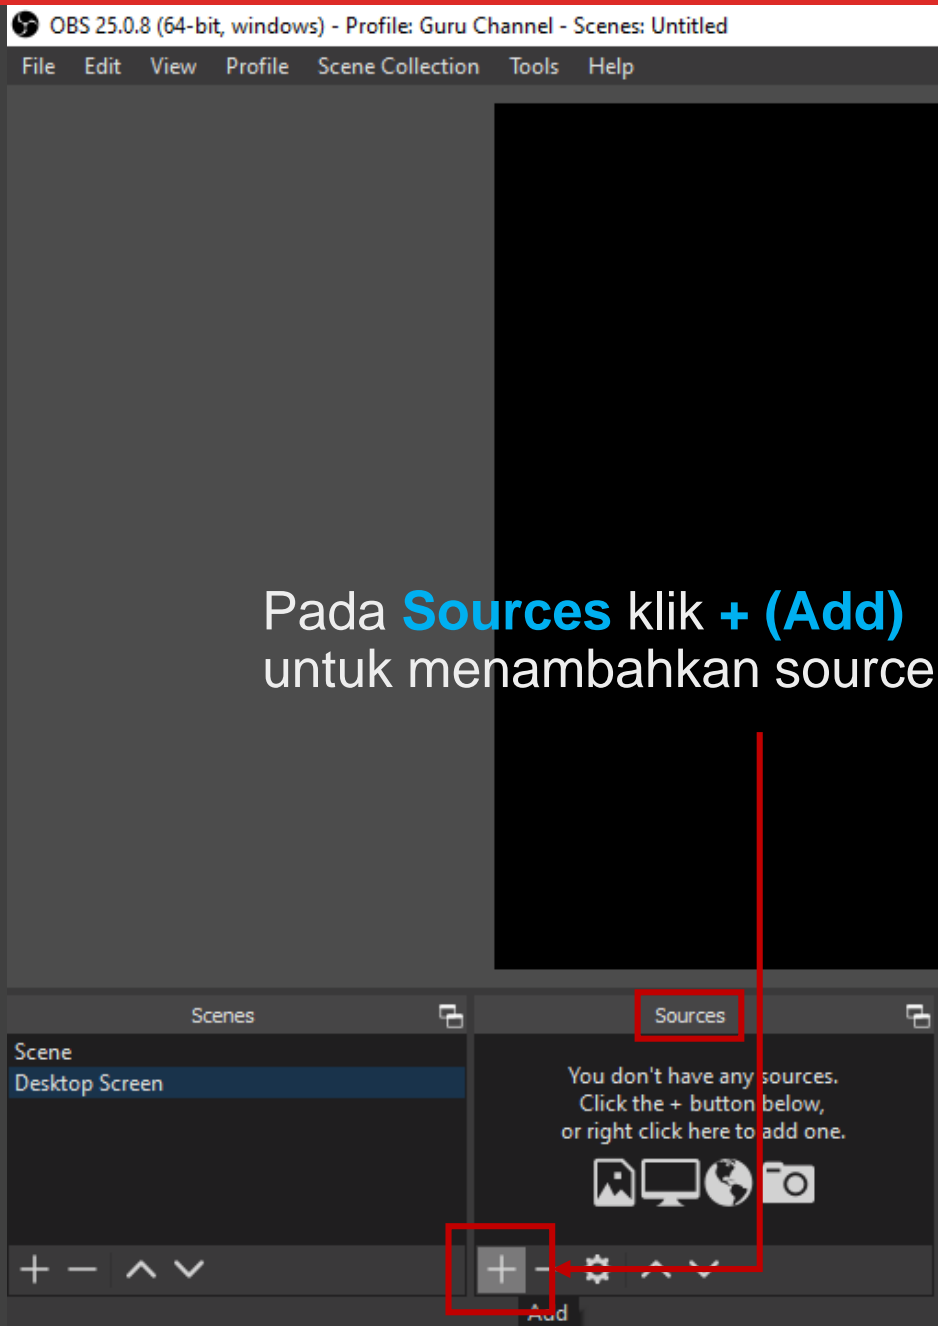 OBS 25.0.8 (64-bit, windows) - Profile: Guru Channel - Scenes: Untitled
File Edit View Profile Scene Collection Tools Help
Pada Sources klik + (Add)
untuk menambahkan source
Scenes
Scene
Desktop Screen
Sources
You don't have any sources.
Click the + button below,
or right click here to add one.
Add